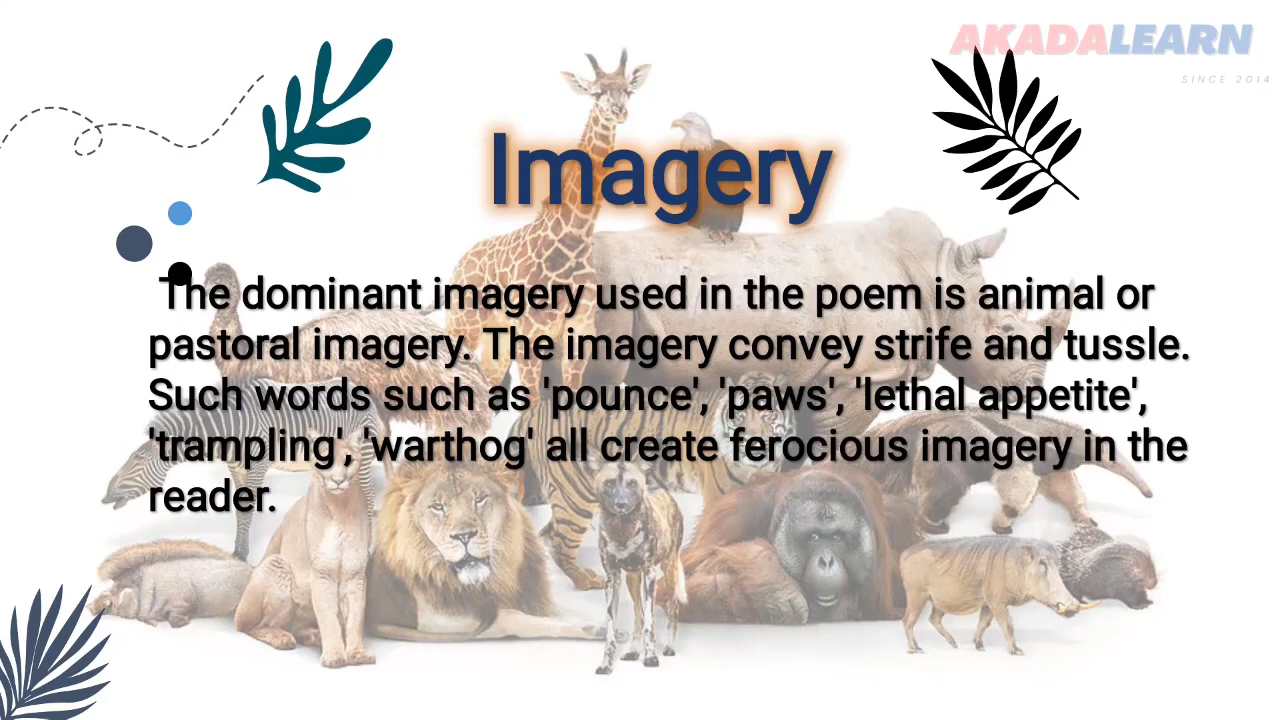 AKADALEARN
SINCE 2014
Imagery
The dominant imagery used in the poem is animal or
pastoral imagery. The imagery convey strife and tussle.
Such words such as 'pounce', 'paws', 'lethal appetite',
'trampling', 'warthog' all create ferocious imagery in the
reader.